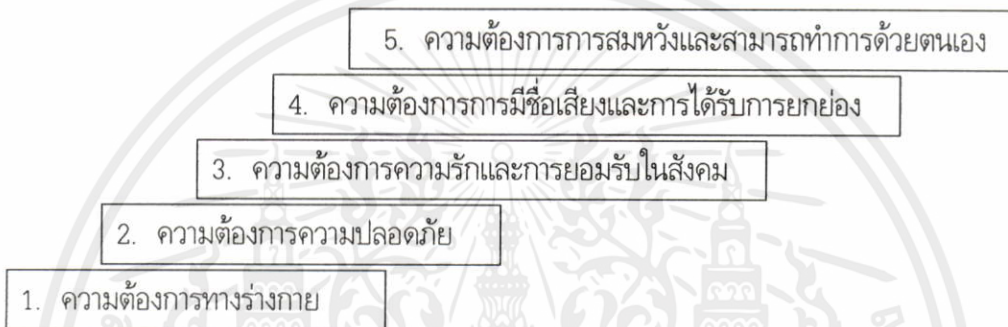 5. ความต้องการการสมหวังและสามารถทำการด้วยตนเอง
4. ความต้องการการมีชื่อเสียงและการได้รับการยกย่อง
3. ความต้องการความรักและการยอมรับในสังคม
2. ความต้องการความปลอดภัย
1. ความต้องการทางร่างกาย